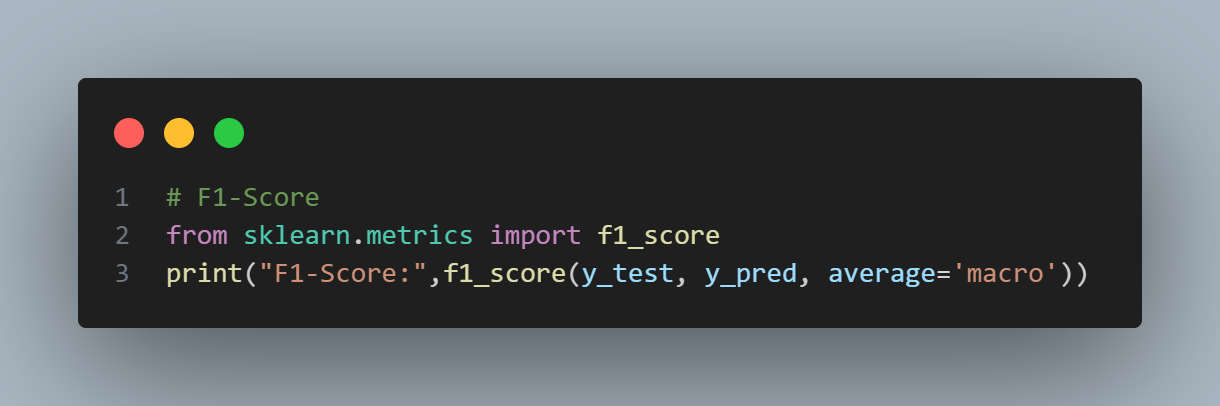 1 # F1-Score
2 from sklearn.metrics import f1_score
3 print("F1-Score:",f1_score(y_test, y_pred, average='macro'))